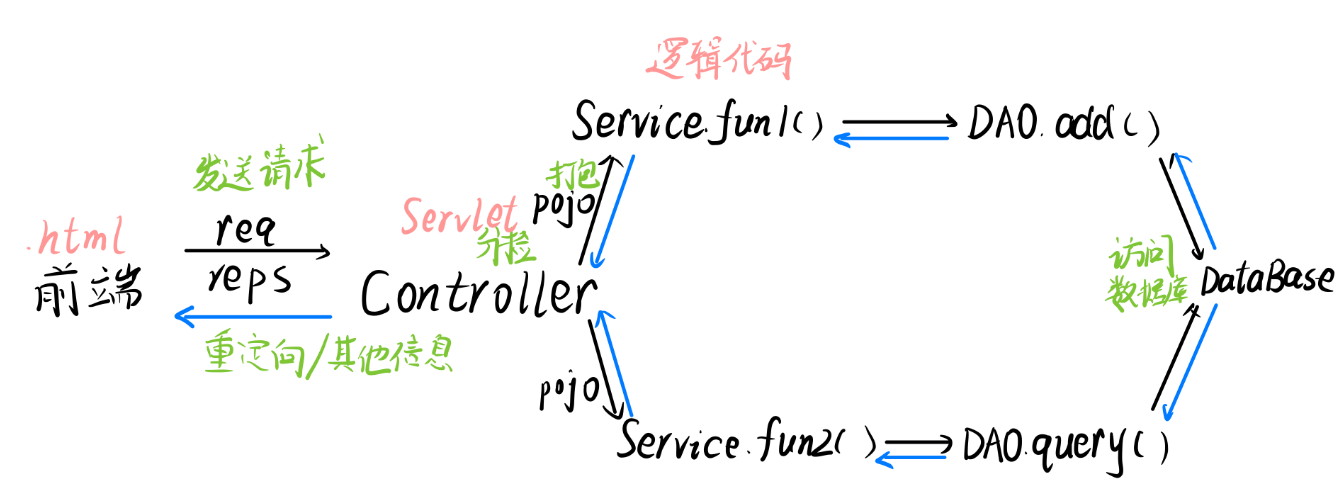 逻辑代码
Service.fun1() DAO.add()
发送请求
打包
pojo
Servlet
req
.html
分捡
访问
前端
reps
Controller
数据库
DataBase
重定向/其他信息
pojo
Service.fun2() DAO.query()